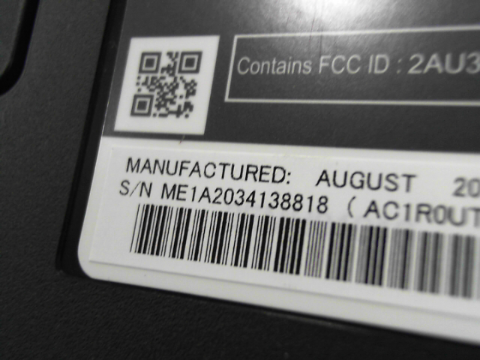 Contains FCC ID : 2AU3
MANUFACTURED: AUGUST 20
S/N ME1A2034138818 ( AC1R0UT